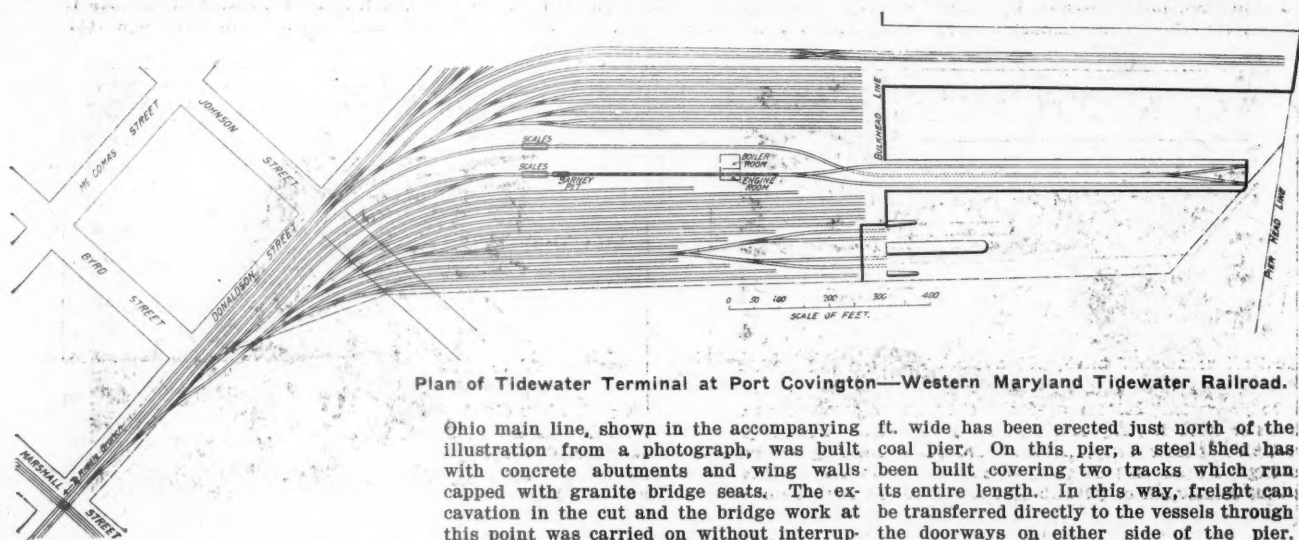 Mc COMAS STREET
JOHNSON STREET
BYRD STREET
DONALDSON STREET
MARSHALL STREET
SCALES
SCALES
BARNEY PIT
BOILER ROOM
ENGINE ROOM
BULKHEAD LINE
PIER HEAD LINE
0 50 100 200 300 400
SCALE OF FEET.
Plan of Tidewater Terminal at Port Covington—Western Maryland Tidewater Railroad.
Ohio main line, shown in the accompanying
illustration from a photograph, was built
with concrete abutments and wing walls
capped with granite bridge seats. The ex-
cavation in the cut and the bridge work at
this point was carried on without interrup-
ft. wide has been erected just north of the
coal pier. On this pier, a steel shed has
been built covering two tracks which run
its entire length. In this way, freight can
be transferred directly to the vessels through
the doorways on either side of the pier.